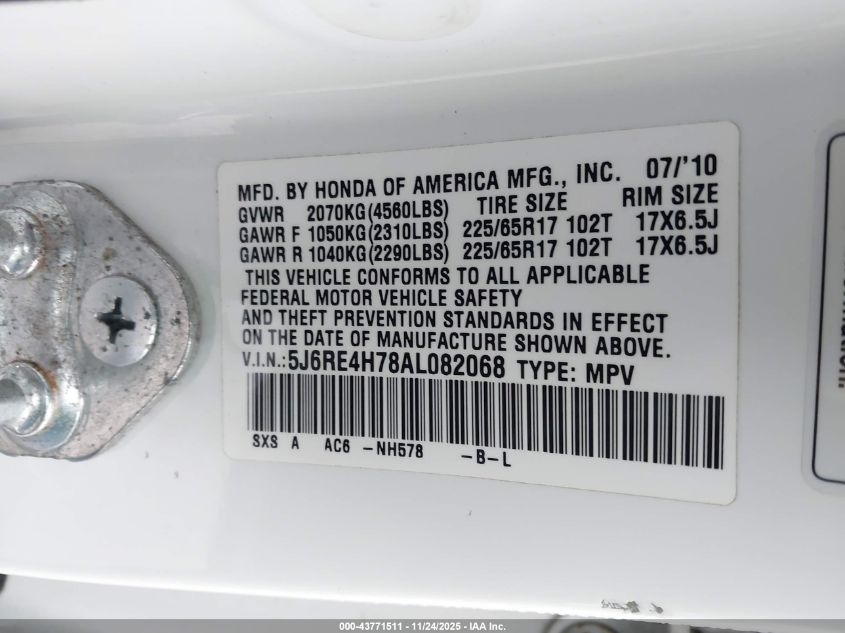 MFD. BY HONDA OF AMERICA MFG., INC. 07/'10
GVWR 2070KG(4560LBS) TIRE SIZE RIM SIZE
GAWR F 1050KG(2310LBS) 225/65R17 102T 17X6.5J
GAWR R 1040KG(2290LBS) 225/65R17 102T 17X6.5J
THIS VEHICLE CONFORMS TO ALL APPLICABLE
FEDERAL MOTOR VEHICLE SAFETY
AND THEFT PREVENTION STANDARDS IN EFFECT
ON THE DATE OF MANUFACTURE SHOWN ABOVE.
V.I.N.: 5J6RE4H78AL082068 TYPE: MPV
SXS A AC6 -NH578 -B-L
000-43771511 - 11/24/2025 - IAA Inc.